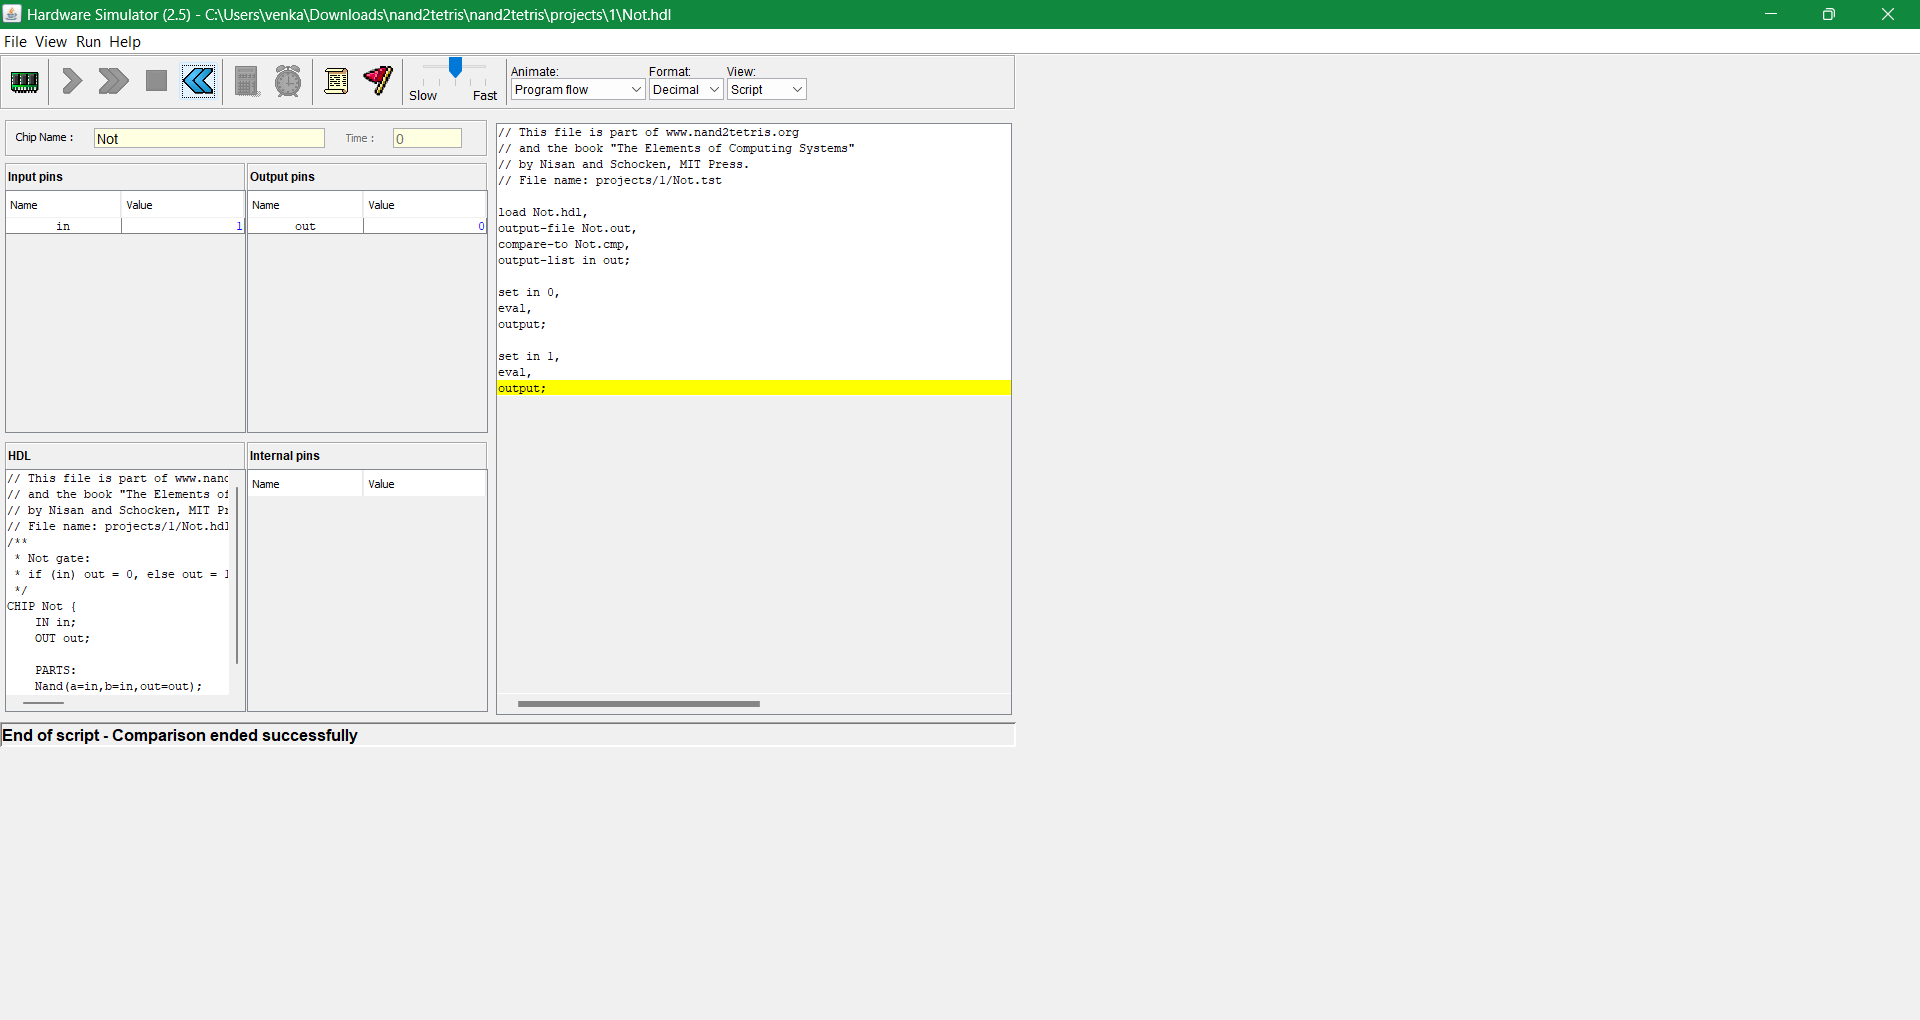 Hardware Simulator (2.5) - C:\Users\venka\Downloads\nand2tetris\nand2tetris\projects\1\Not.hdl
File View Run Help
Slow Fast
Animate: Format: View:
Program flow Decimal Script
Chip Name : Not Time : 0
Input pins
Name Value
in 1
Output pins
Name Value
out 0
HDL
// This file is part of www.nand
// and the book "The Elements of
// by Nisan and Schocken, MIT Pr
// File name: projects/1/Not.hdl
/**
* Not gate:
* if (in) out = 0, else out = 1
*/
CHIP Not {
IN in;
OUT out;
PARTS:
Nand(a=in,b=in,out=out);
Internal pins
Name Value
// This file is part of www.nand2tetris.org
// and the book "The Elements of Computing Systems"
// by Nisan and Schocken, MIT Press.
// File name: projects/1/Not.tst
load Not.hdl,
output-file Not.out,
compare-to Not.cmp,
output-list in out;
set in 0,
eval,
output;
set in 1,
eval,
output;
End of script - Comparison ended successfully